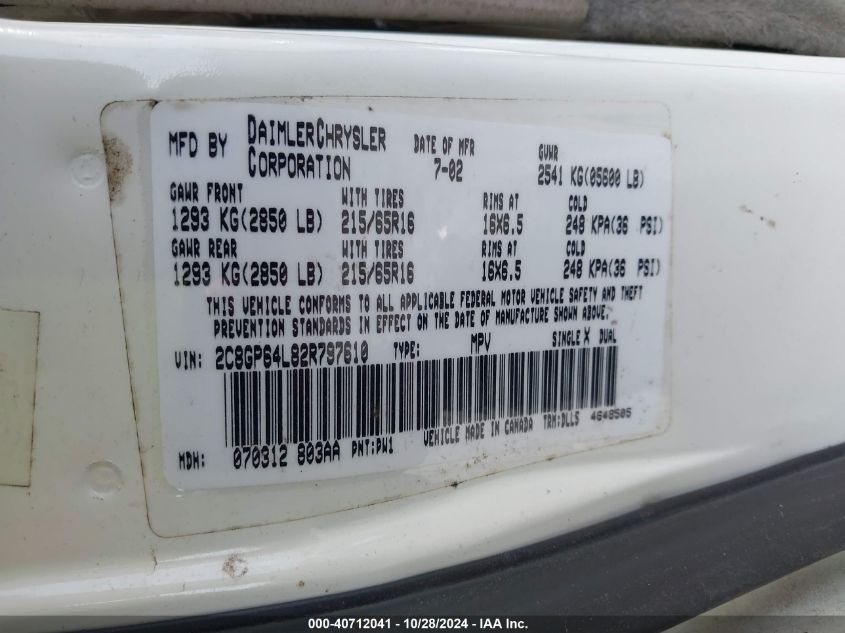 MFD BY DAIMLERCHRYSLER CORPORATION DATE OF MFR 7-02 GVWR 2541 KG(05600 LB)
GAWR FRONT WITH TIRES RIMS AT COLD
1293 KG(2850 LB) 215/65R16 16X6.5 248 KPA(36 PSI)
GAWR REAR WITH TIRES RIMS AT COLD
1293 KG(2850 LB) 215/65R16 16X6.5 248 KPA(36 PSI)
THIS VEHICLE CONFORMS TO ALL APPLICABLE FEDERAL MOTOR VEHICLE SAFETY AND THEFT
PREVENTION STANDARDS IN EFFECT ON THE DATE OF MANUFACTURE SHOWN ABOVE.
VIN: 2C8GP64L82R797610 TYPE: MPV SINGLE X DUAL
MDH: 070312 803AA PNT:PW1 VEHICLE MADE IN CANADA TRM:DLLS 4648505
000-40712041 - 10/28/2024 - IAA Inc.